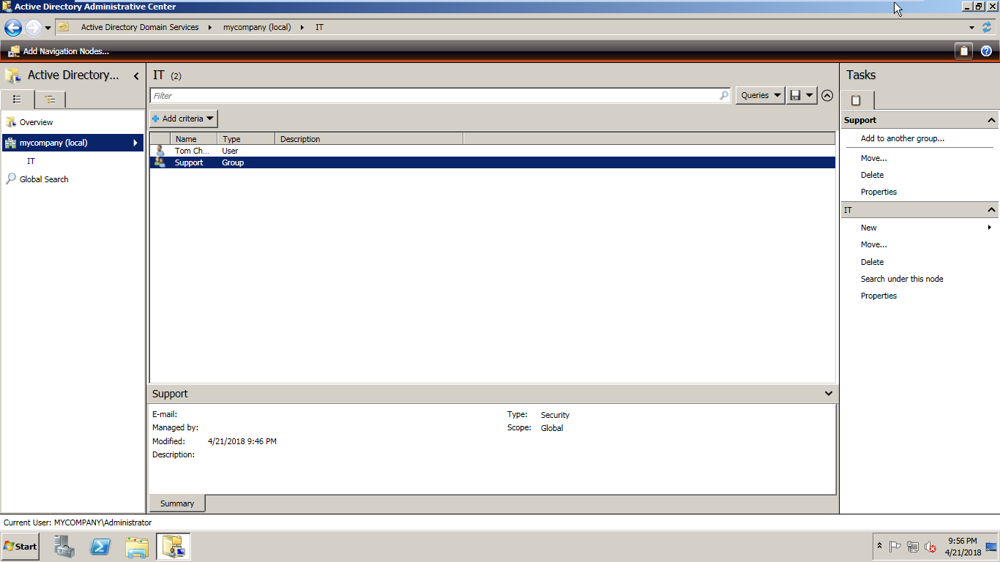 Active Directory Administrative Center
Active Directory Domain Services mycompany (local) IT
Add Navigation Nodes...
Active Directory...
Overview
mycompany (local)
IT
Global Search
IT (2)
Filter
Queries
Add criteria
Name Type Description
Tom Ch... User
Support Group
Support
E-mail:
Managed by:
Modified: 4/21/2018 9:46 PM
Description:
Type: Security
Scope: Global
Summary
Tasks
Support
Add to another group...
Move...
Delete
Properties
IT
New
Move...
Delete
Search under this node
Properties
Current User: MYCOMPANY\Administrator
Start
9:56 PM
4/21/2018